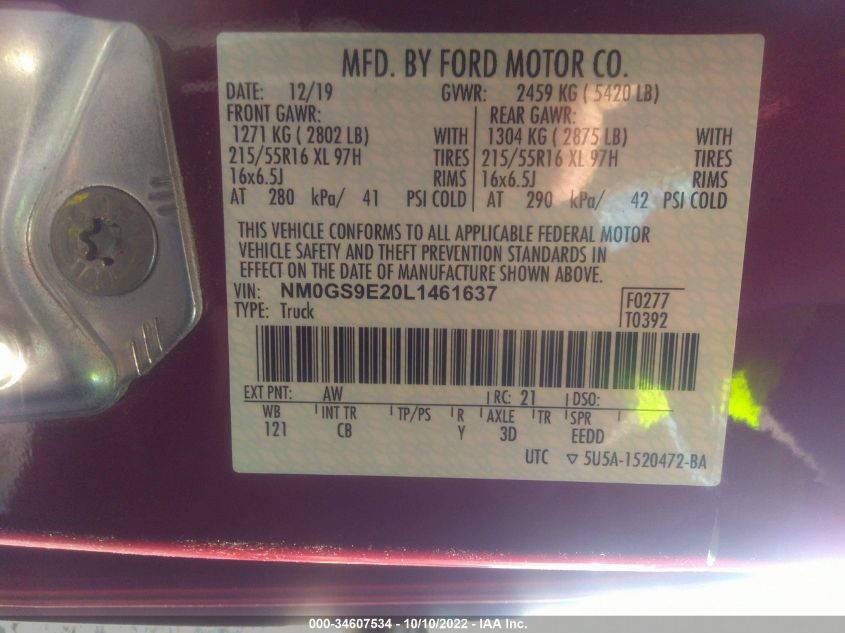 MFD. BY FORD MOTOR CO.
DATE: 12/19 GVWR: 2459 KG ( 5420 LB)
FRONT GAWR: REAR GAWR:
1271 KG ( 2802 LB) WITH 1304 KG ( 2875 LB) WITH
215/55R16 XL 97H TIRES 215/55R16 XL 97H TIRES
16x6.5J RIMS 16x6.5J RIMS
AT 280 kPa/ 41 PSI COLD AT 290 kPa/ 42 PSI COLD
THIS VEHICLE CONFORMS TO ALL APPLICABLE FEDERAL MOTOR
VEHICLE SAFETY AND THEFT PREVENTION STANDARDS IN
EFFECT ON THE DATE OF MANUFACTURE SHOWN ABOVE.
VIN: NM0GS9E20L1461637 F0277
TYPE: Truck T0392
EXT PNT: AW RC: 21 DSO:
WB INT TR TP/PS R AXLE TR SPR
121 CB Y 3D EEDD
UTC ▽ 5U5A-1520472-BA
000-34607534 - 10/10/2022 - IAA Inc.